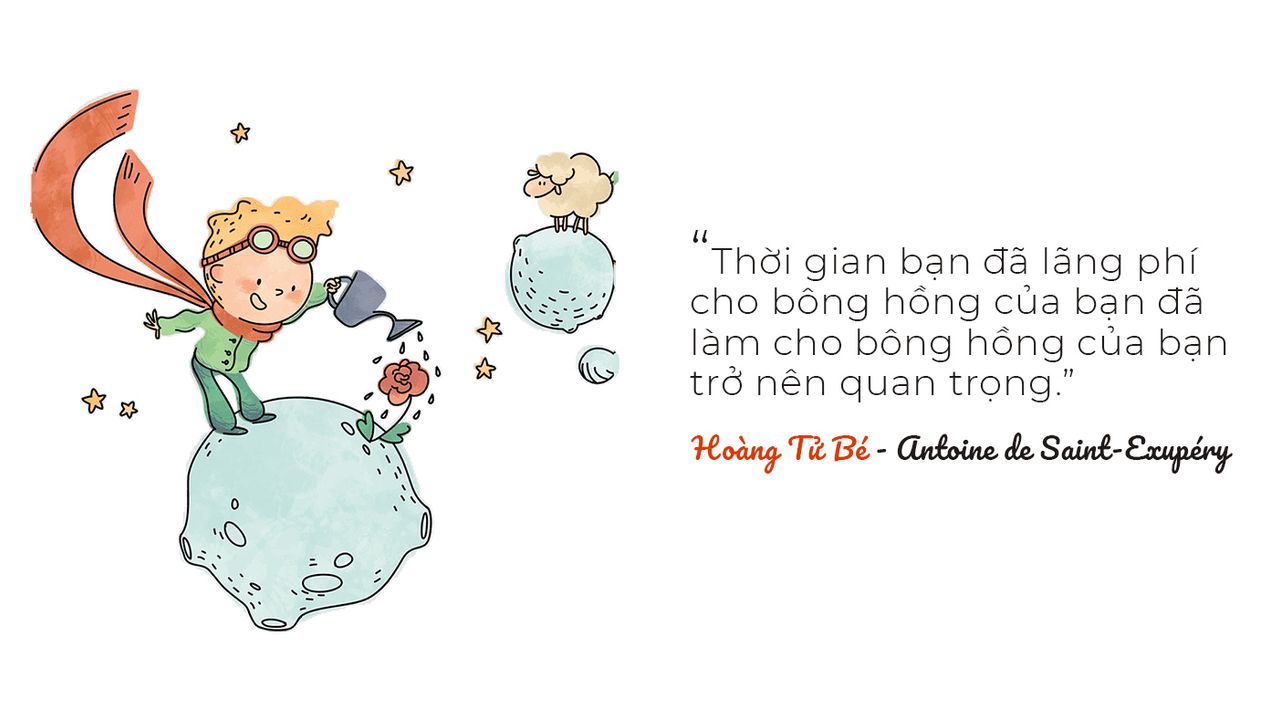 “Thời gian bạn đã lãng phí
cho bông hồng của bạn đã
làm cho bông hồng của bạn
trở nên quan trọng.”
Hoàng Tử Bé - Antoine de Saint-Exupéry